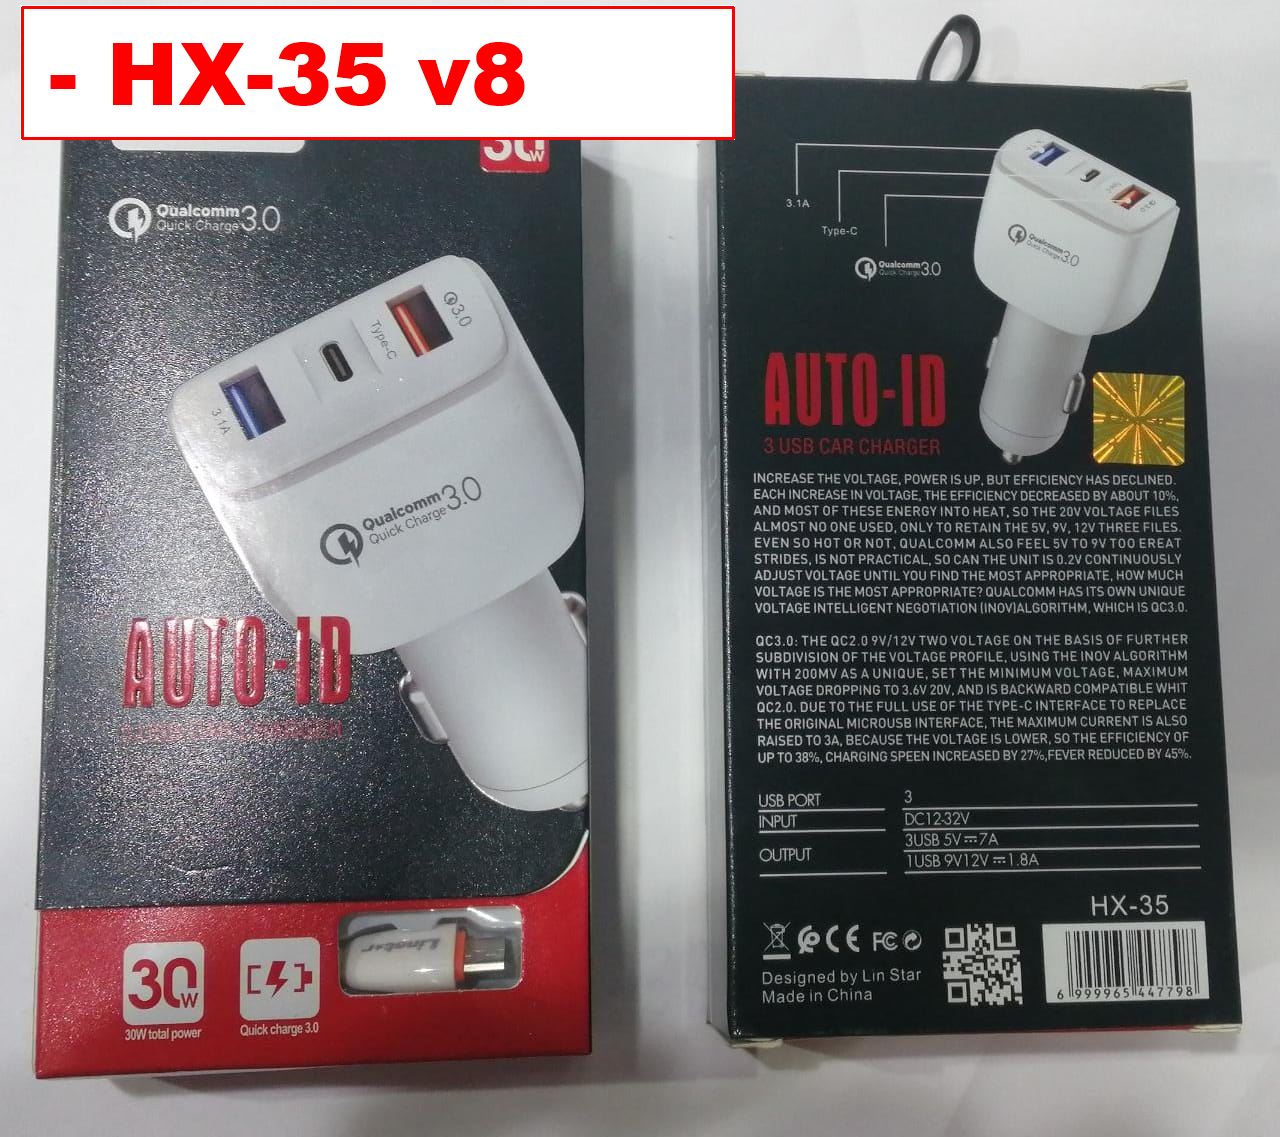 - HX-35 v8
30W
Qualcomm
Quick Charge 3.0
3.0
Type-C
3.1A
Qualcomm
Quick Charge 3.0
AUTO-ID
30W
30W total power
Quick charge 3.0
Linstar
3.1A
Type-C
Qualcomm
Quick Charge 3.0
Qualcomm
Quick Charge 3.0
AUTO-ID
3 USB CAR CHARGER
INCREASE THE VOLTAGE, POWER IS UP, BUT EFFICIENCY HAS DECLINED.
EACH INCREASE IN VOLTAGE, THE EFFICIENCY DECREASED BY ABOUT 10%,
AND MOST OF THESE ENERGY INTO HEAT, SO THE 20V VOLTAGE FILES
ALMOST NO ONE USED, ONLY TO RETAIN THE 5V, 9V, 12V THREE FILES.
EVEN SO HOT OR NOT, QUALCOMM ALSO FEEL 5V TO 9V TOO EREAT
STRIDES, IS NOT PRACTICAL, SO CAN THE UNIT IS 0.2V CONTINUOUSLY
ADJUST VOLTAGE UNTIL YOU FIND THE MOST APPROPRIATE, HOW MUCH
VOLTAGE IS THE MOST APPROPRIATE? QUALCOMM HAS ITS OWN UNIQUE
VOLTAGE INTELLIGENT NEGOTIATION (INOV)ALGORITHM, WHICH IS QC3.0.
QC3.0: THE QC2.0 9V/12V TWO VOLTAGE ON THE BASIS OF FURTHER
SUBDIVISION OF THE VOLTAGE PROFILE, USING THE INOV ALGORITHM
WITH 200MV AS A UNIQUE, SET THE MINIMUM VOLTAGE, MAXIMUM
VOLTAGE DROPPING TO 3.6V 20V, AND IS BACKWARD COMPATIBLE WHIT
QC2.0. DUE TO THE FULL USE OF THE TYPE-C INTERFACE TO REPLACE
THE ORIGINAL MICROUSB INTERFACE, THE MAXIMUM CURRENT IS ALSO
RAISED TO 3A, BECAUSE THE VOLTAGE IS LOWER, SO THE EFFICIENCY OF
UP TO 38%, CHARGING SPEEN INCREASED BY 27%,FEVER REDUCED BY 45%.
USB PORT 3
INPUT DC12-32V
OUTPUT 3USB 5V⎓7A
1USB 9V12V ⎓1.8A
HX-35
CE FC
Designed by Lin Star
Made in China
6 999965 447798